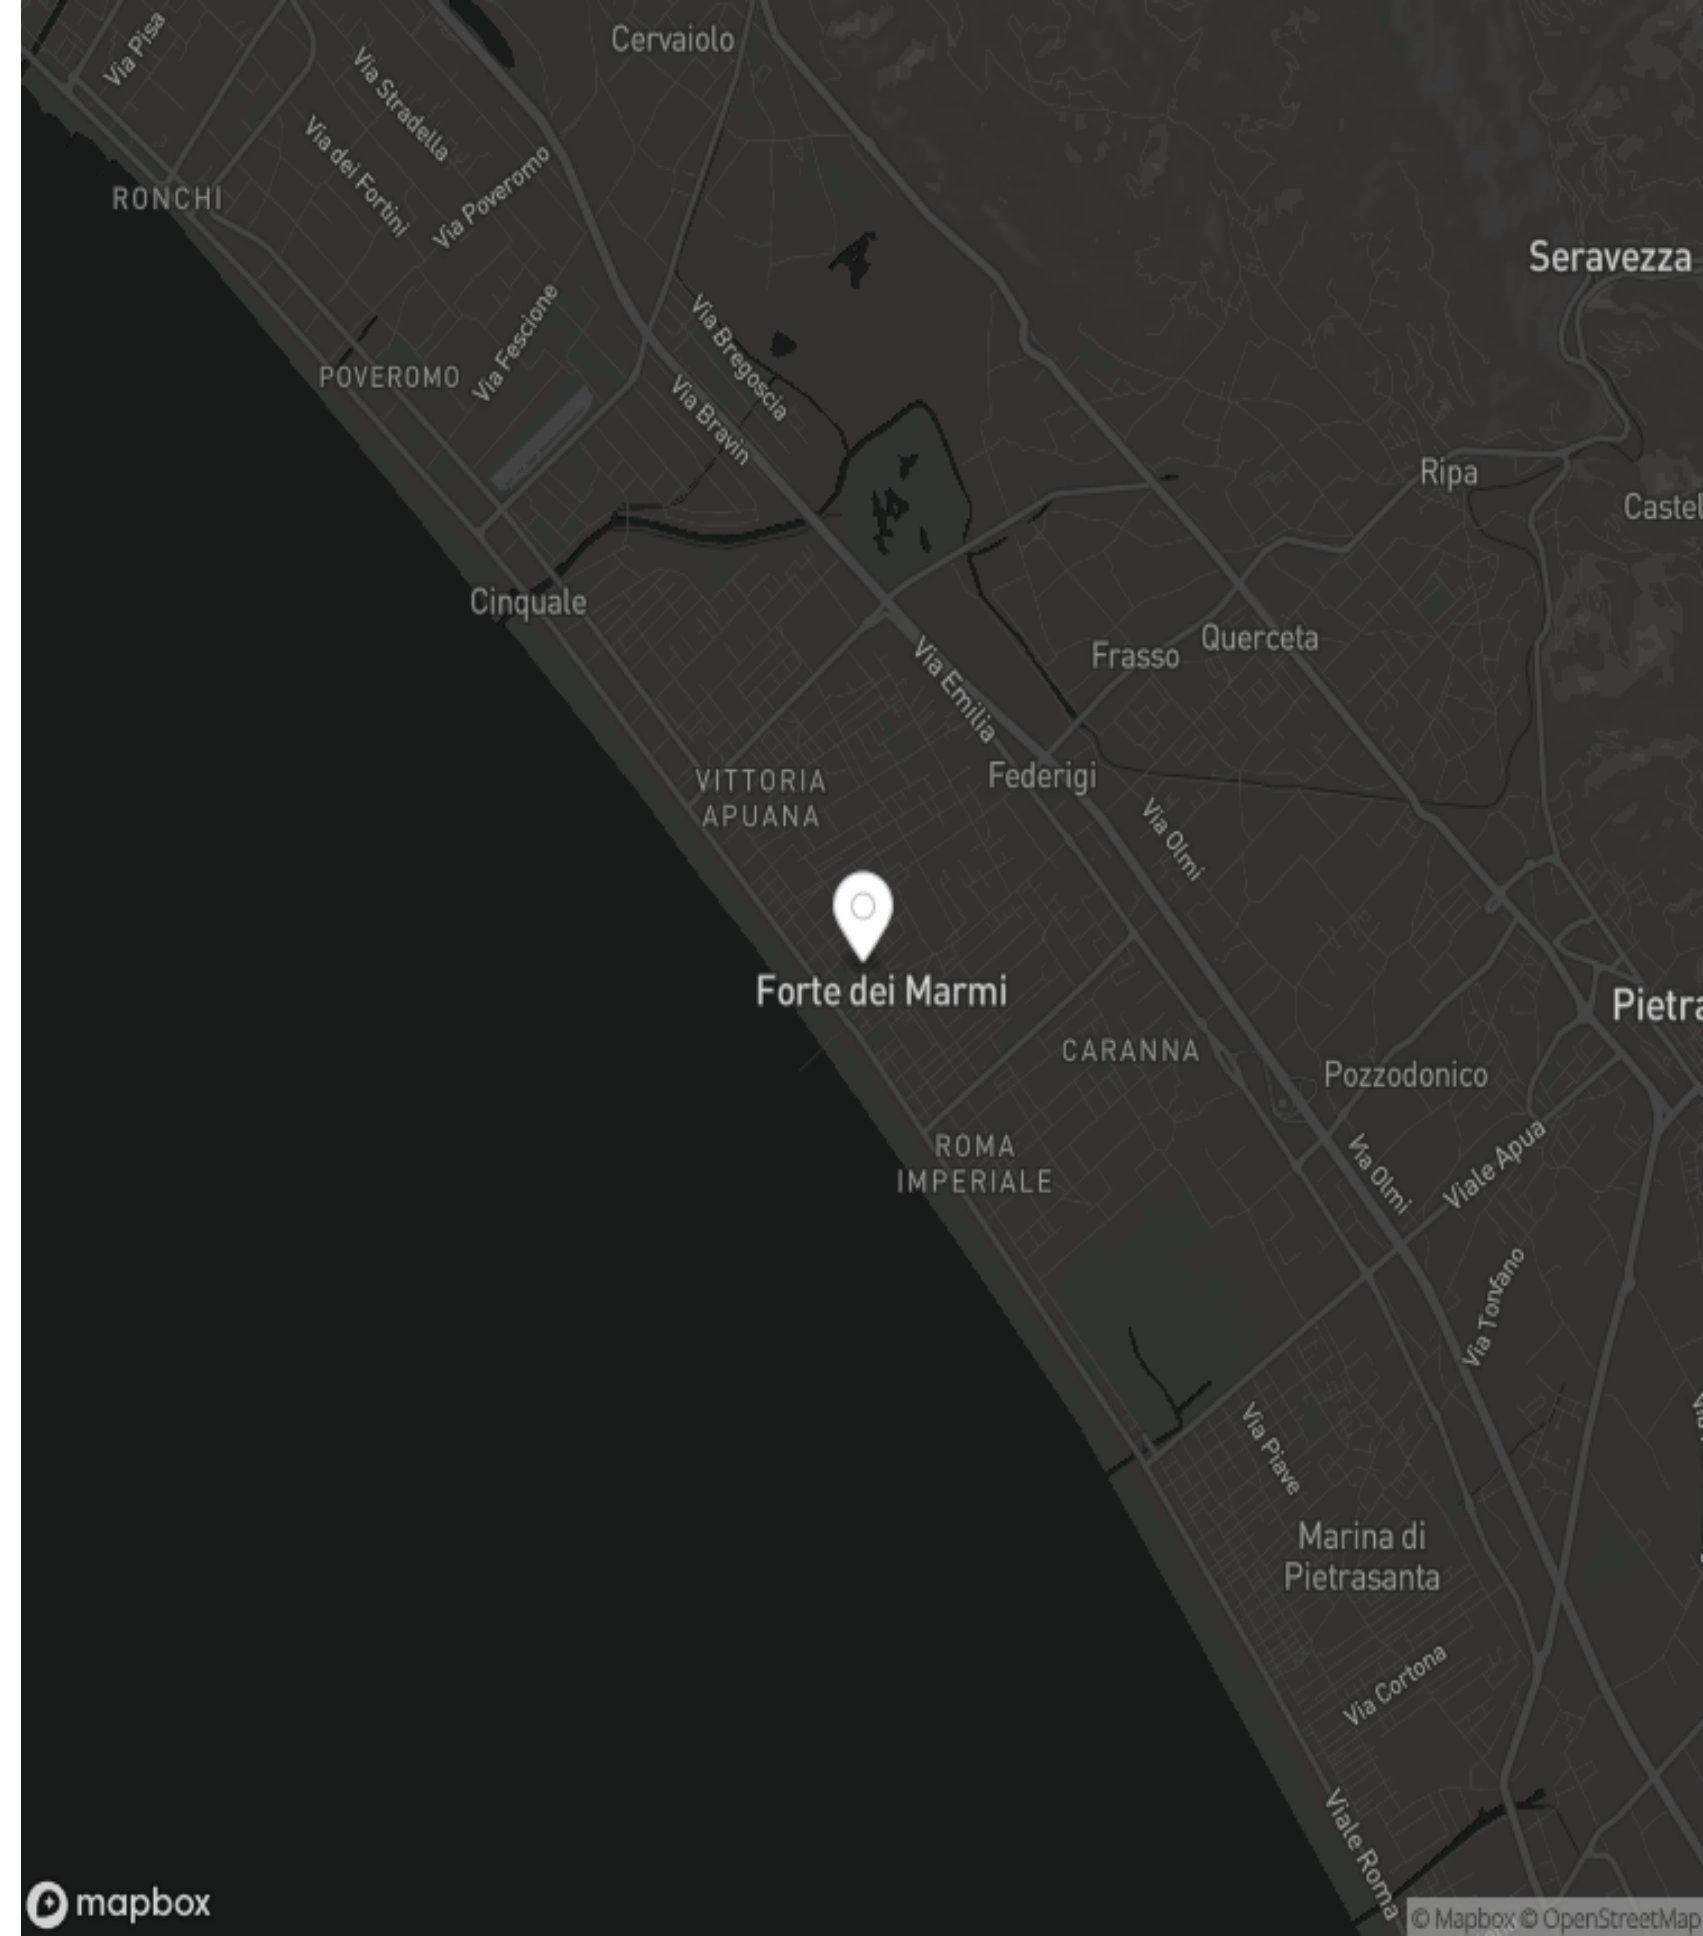 Cervaiolo
Via Pisa
Via Stradella
Via dei Fortini
Via Poveromo
RONCHI
Seravezza
Via Fescione
Via Bregoscia
POVEROMO
Via Bravin
Ripa
Castel
Cinquale
Querceta
Frasso
Via Emilia
Federigi
VITTORIA
APUANA
Via Olmi
Forte dei Marmi
Pietra
CARANNA
Pozzodonico
ROMA
IMPERIALE
Via Olmi
Viale Apua
Via Tonfano
Via Piave
Marina di
Pietrasanta
Via Cortona
Viale Roma
mapbox
© Mapbox © OpenStreetMap